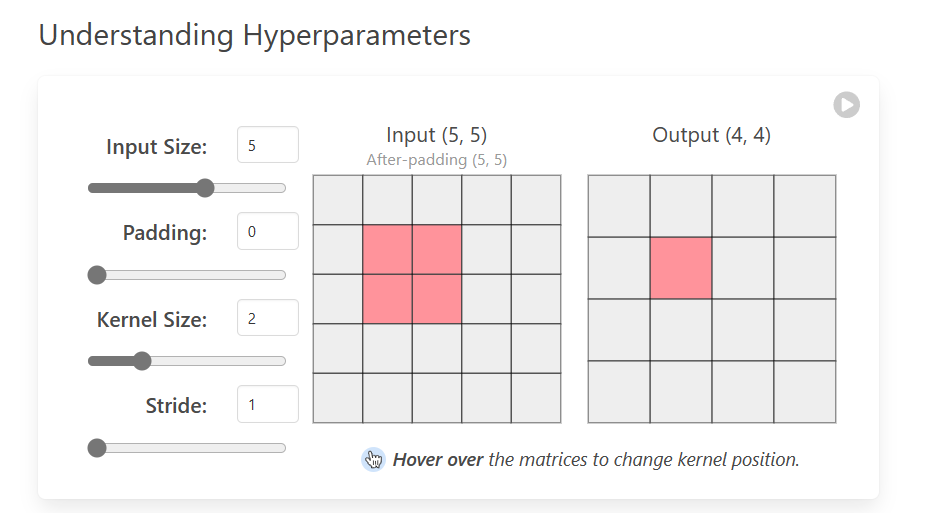 Understanding Hyperparameters
Input Size:
5
Padding:
0
Kernel Size:
2
Stride:
1
Input (5, 5)
After-padding (5, 5)
Output (4, 4)
Hover over the matrices to change kernel position.